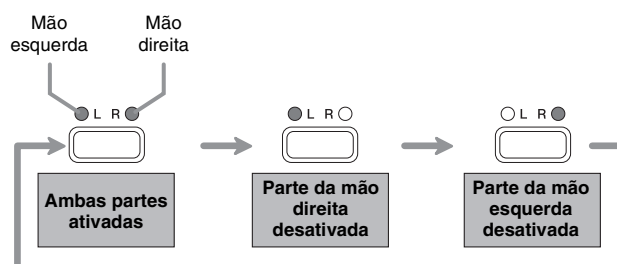 Mão
esquerda
Mão
direita
L R
L R
L R
Ambas partes
ativadas
Parte da mão
direita
desativada
Parte da mão
esquerda
desativada